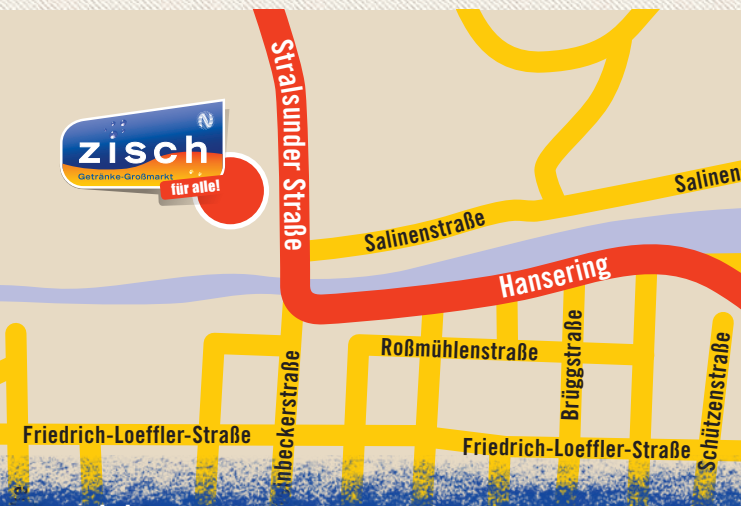 Stralsunder Straße
zisch
Getränke-Großmarkt
für alle!
Salinenstraße
Salinen
Hansering
Roßmühlenstraße
Brüggstraße
Schützenstraße
Friedrich-Loeffler-Straße
Friedrich-Loeffler-Straße